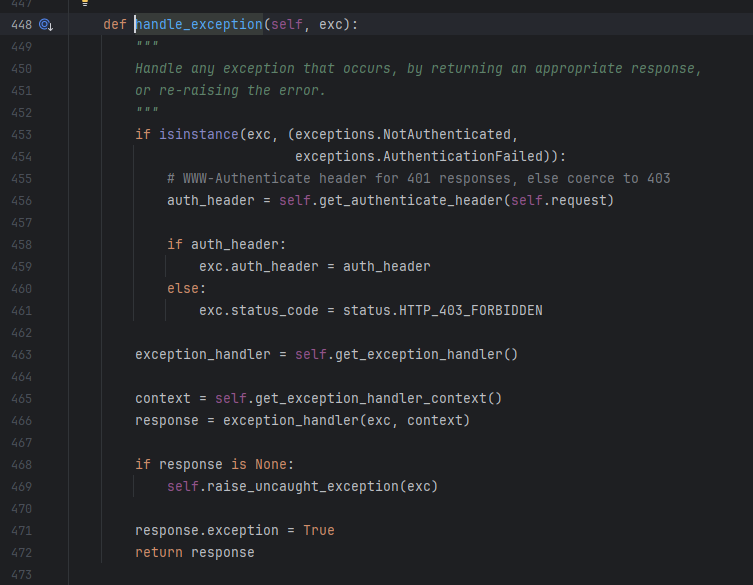 447
448 def handle_exception(self, exc):
449 """
450 Handle any exception that occurs, by returning an appropriate response,
451 or re-raising the error.
452 """
453 if isinstance(exc, (exceptions.NotAuthenticated,
454 exceptions.AuthenticationFailed)):
455 # WWW-Authenticate header for 401 responses, else coerce to 403
456 auth_header = self.get_authenticate_header(self.request)
457
458 if auth_header:
459 exc.auth_header = auth_header
460 else:
461 exc.status_code = status.HTTP_403_FORBIDDEN
462
463 exception_handler = self.get_exception_handler()
464
465 context = self.get_exception_handler_context()
466 response = exception_handler(exc, context)
467
468 if response is None:
469 self.raise_uncaught_exception(exc)
470
471 response.exception = True
472 return response
473